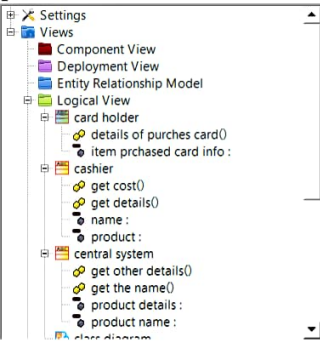 Settings
Views
Component View
Deployment View
Entity Relationship Model
Logical View
card holder
details of purches card()
item prchased card info :
cashier
get cost()
get details()
name :
product :
central system
get other details()
get the name()
product details :
product name :
class diagram